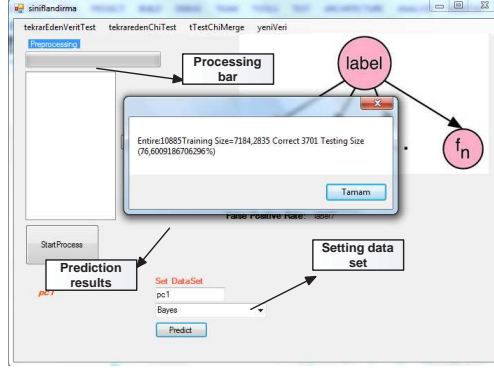 siniflandirma
tekrarEdenVeritTest tekraredenChiTest tTestChiMerge yeniVeri
Preprocessing
Processing
bar
label
fn
Entire:10885Training Size=7184,2835 Correct 3701 Testing Size
(76,6009186706296%)
Tamam
False Positive Rate: label7
StartProcess
Setting data
set
Prediction
results
pc1
Set DataSet
pc1
Bayes
Predict